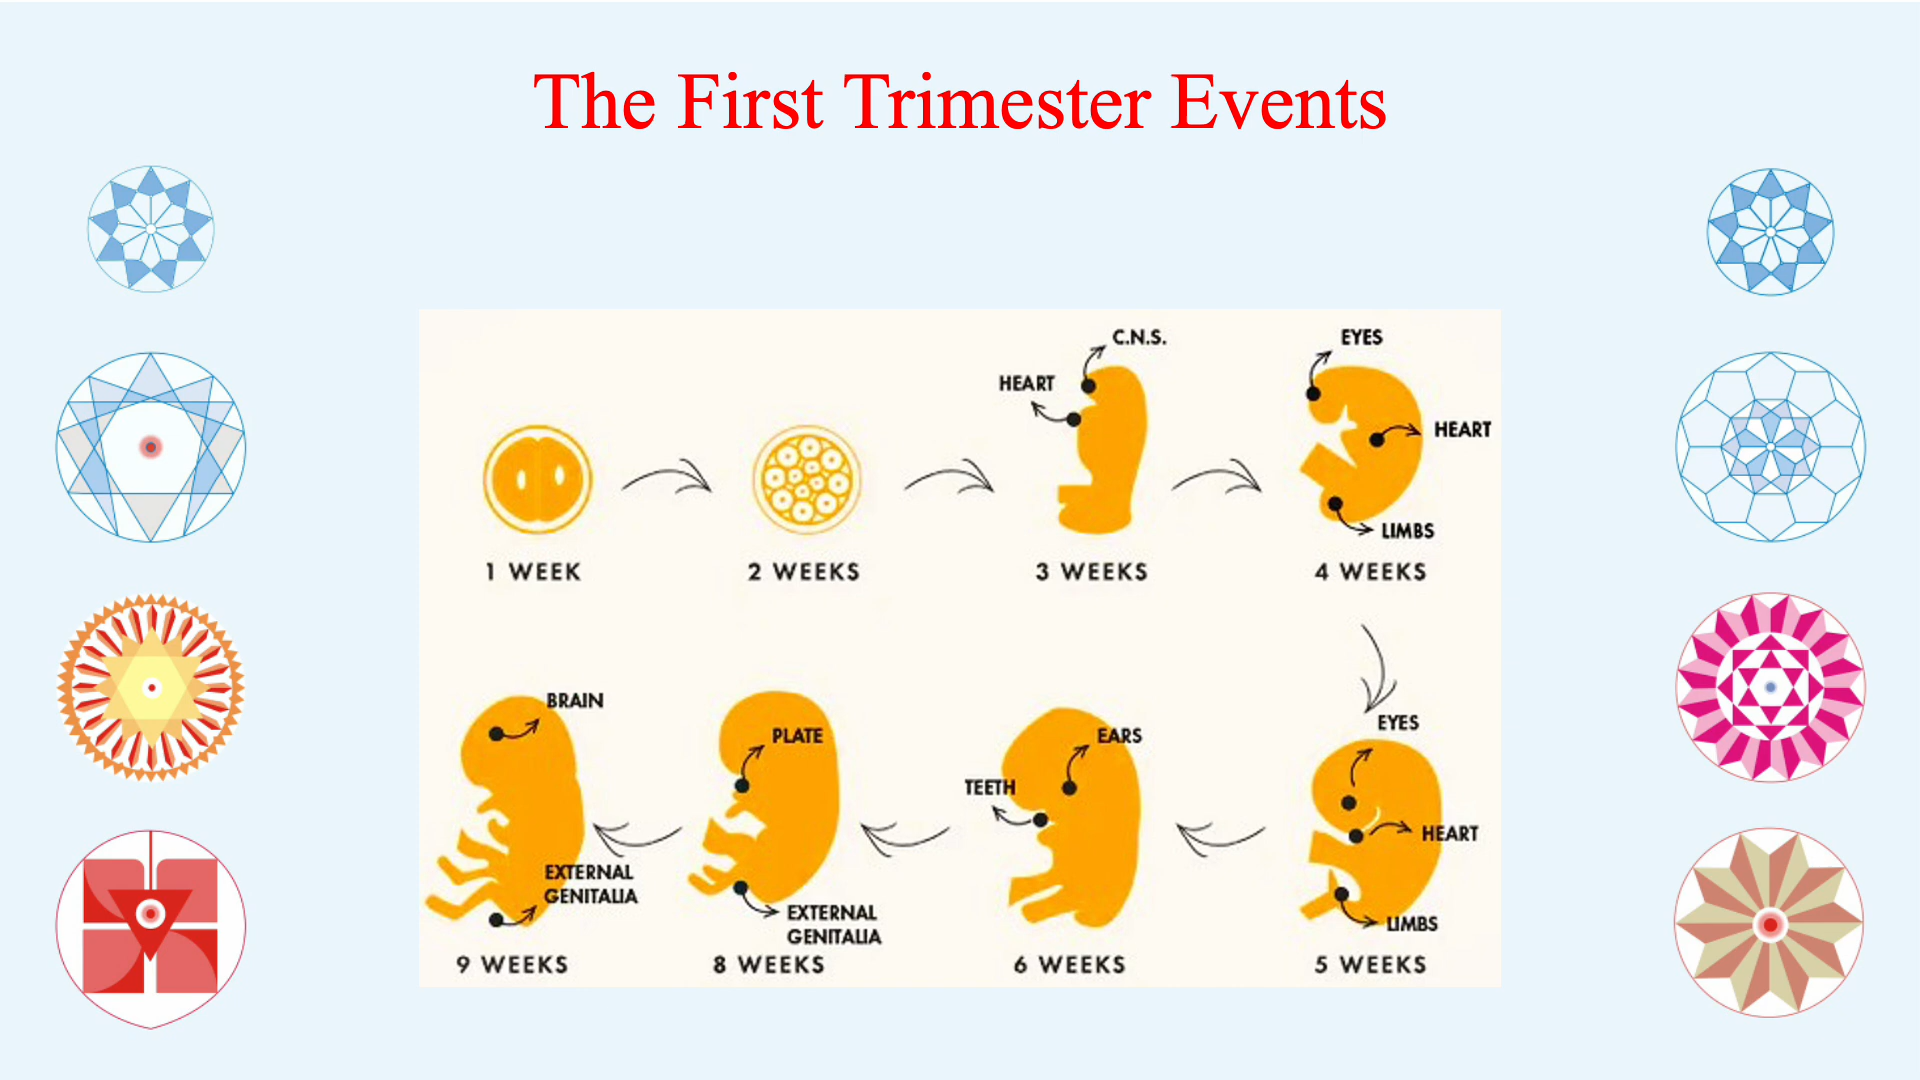 The First Trimester Events
C.N.S.
HEART
EYES
HEART
LIMBS
1 WEEK
2 WEEKS
3 WEEKS
4 WEEKS
EYES
HEART
LIMBS
5 WEEKS
EARS
TEETH
6 WEEKS
PLATE
EXTERNAL
GENITALIA
8 WEEKS
BRAIN
EXTERNAL
GENITALIA
9 WEEKS